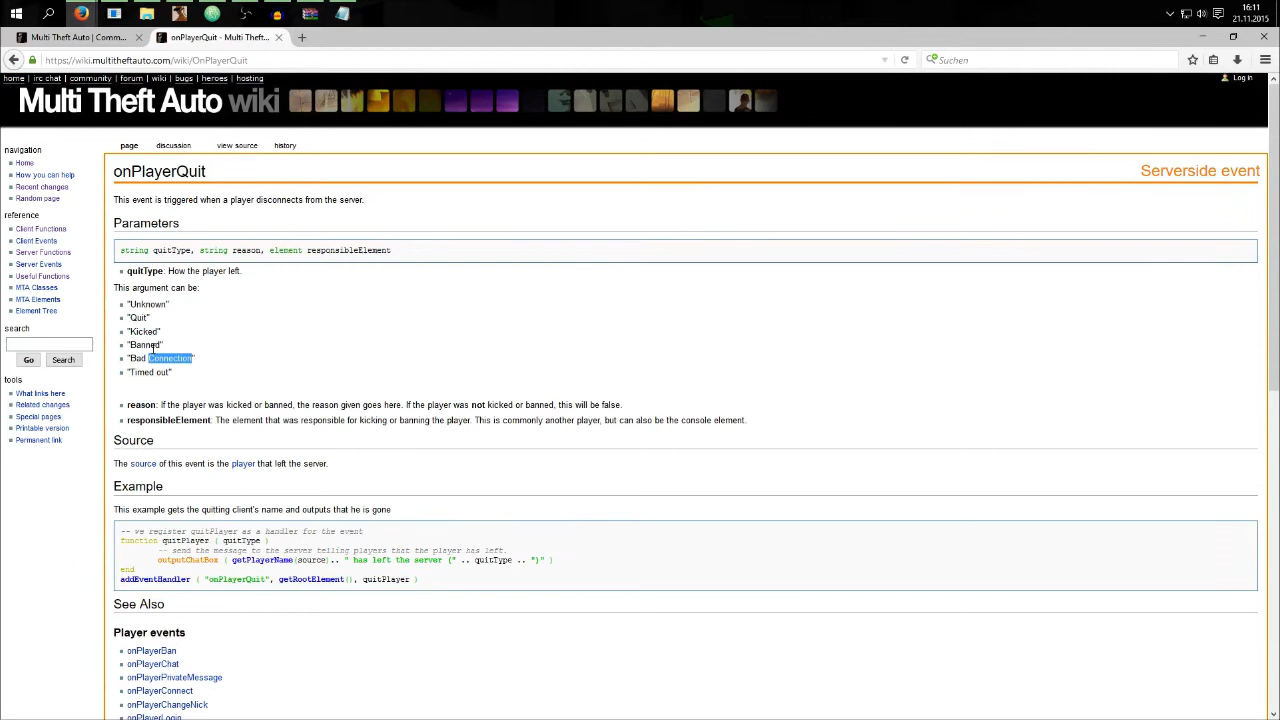 16:11
21.11.2015
Multi Theft Auto | Comm...
onPlayerQuit - Multi Theft...
https://wiki.multitheftauto.com/wiki/OnPlayerQuit
Suchen
home | irc chat | community | forum | wiki | bugs | heroes | hosting
Log in
Multi Theft Auto wiki
page discussion view source history
navigation
Home
How you can help
Recent changes
Random page
reference
Client Functions
Client Events
Server Functions
Server Events
Useful Functions
MTA Classes
MTA Elements
Element Tree
search
Go Search
tools
What links here
Related changes
Special pages
Printable version
Permanent link
onPlayerQuit
Serverside event
This event is triggered when a player disconnects from the server.
Parameters
string quitType, string reason, element responsibleElement
quitType: How the player left.
This argument can be:
"Unknown"
"Quit"
"Kicked"
"Banned"
"Bad Connection"
"Timed out"
reason: If the player was kicked or banned, the reason given goes here. If the player was not kicked or banned, this will be false.
responsibleElement: The element that was responsible for kicking or banning the player. This is commonly another player, but can also be the console element.
Source
The source of this event is the player that left the server.
Example
This example gets the quitting client's name and outputs that he is gone
-- we register quitPlayer as a handler for the event
function quitPlayer ( quitType )
-- send the message to the server telling players that the player has left.
outputChatBox ( getPlayerName(source).. " has left the server (" .. quitType .. ")" )
end
addEventHandler ( "onPlayerQuit", getRootElement(), quitPlayer )
See Also
Player events
onPlayerBan
onPlayerChat
onPlayerPrivateMessage
onPlayerConnect
onPlayerChangeNick
onPlayerLogin